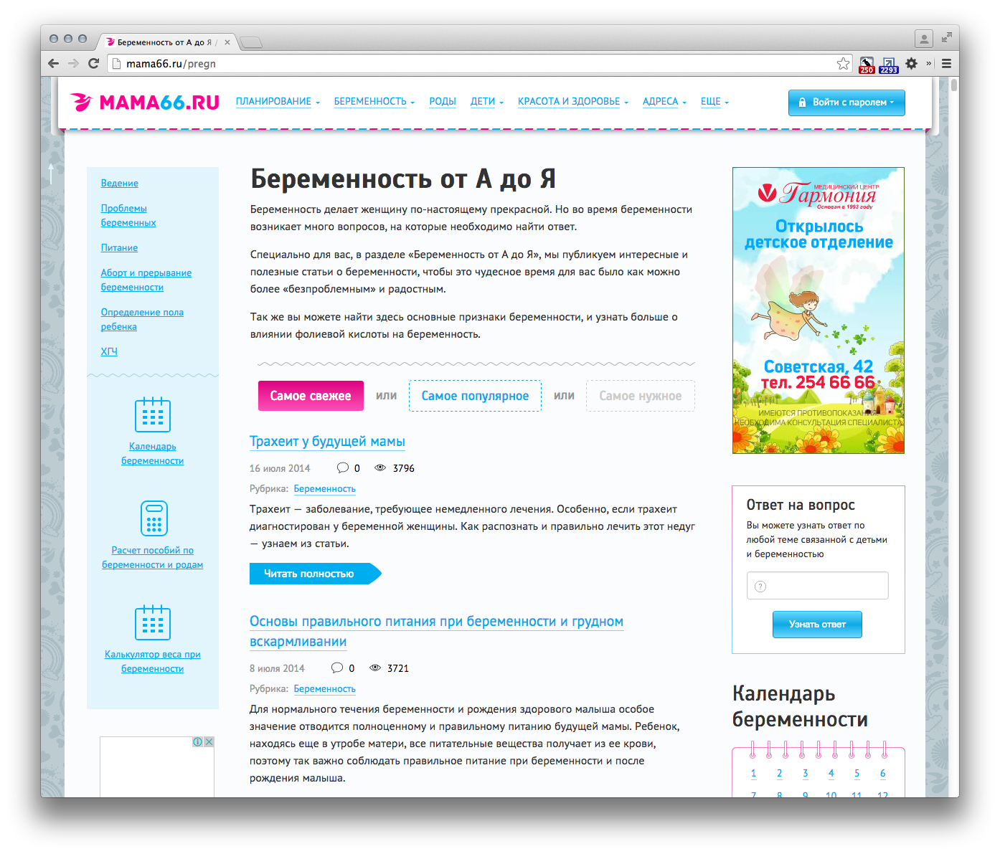 Беременность от А до Я /
mama66.ru/pregn
250
2293
»
MAMA66.RU
ПЛАНИРОВАНИЕ
БЕРЕМЕННОСТЬ
РОДЫ
ДЕТИ
КРАСОТА И ЗДОРОВЬЕ
АДРЕСА
ЕЩЕ
Войти с паролем
Ведение
Проблемы
беременных
Питание
Аборт и прерывание
беременности
Определение пола
ребенка
ХГЧ
Календарь
беременности
Расчет пособий по
беременности и родам
Калькулятор веса при
беременности
Беременность от А до Я
Беременность делает женщину по-настоящему прекрасной. Но во время беременности
возникает много вопросов, на которые необходимо найти ответ.
Специально для вас, в разделе «Беременность от А до Я», мы публикуем интересные и
полезные статьи о беременности, чтобы это чудесное время для вас было как можно
более «безпроблемным» и радостным.
Так же вы можете найти здесь основные признаки беременности, и узнать больше о
влиянии фолиевой кислоты на беременность.
Самое свежее или Самое популярное или Самое нужное
Трахеит у будущей мамы
16 июля 2014 0 3796
Рубрика: Беременность
Трахеит — заболевание, требующее немедленного лечения. Особенно, если трахеит
диагностирован у беременной женщины. Как распознать и правильно лечить этот недуг
— узнаем из статьи.
Читать полностью
Основы правильного питания при беременности и грудном
вскармливании
8 июля 2014 0 3721
Рубрика: Беременность
Для нормального течения беременности и рождения здорового малыша особое
значение отводится полноценному и правильному питанию будущей мамы. Ребенок,
находясь еще в утробе матери, все питательные вещества получает из ее крови,
поэтому так важно соблюдать правильное питание при беременности и после
рождения малыша.
МЕДИЦИНСКИЙ ЦЕНТР
Гармония
Основан в 1993 году
Открылось
детское отделение
Советская, 42
тел. 254 66 66
ИМЕЮТСЯ ПРОТИВОПОКАЗАНИЯ.
НЕОБХОДИМА КОНСУЛЬТАЦИЯ СПЕЦИАЛИСТА
Ответ на вопрос
Вы можете узнать ответ по
любой теме связанной с детьми
и беременностью
?
Узнать ответ
Календарь
беременности
1 2 3 4 5 6
7 8 9 10 11 12